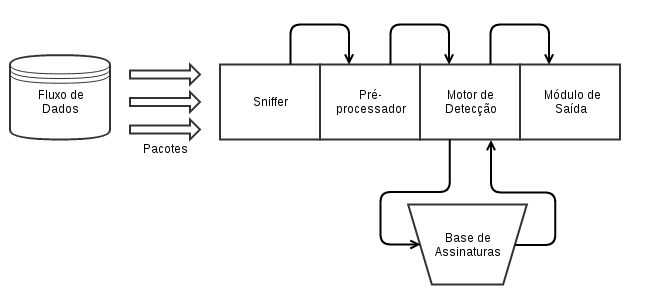 Fluxo de
Dados
Pacotes
Sniffer
Pré-
processador
Motor de
Detecção
Módulo de
Saída
Base de
Assinaturas